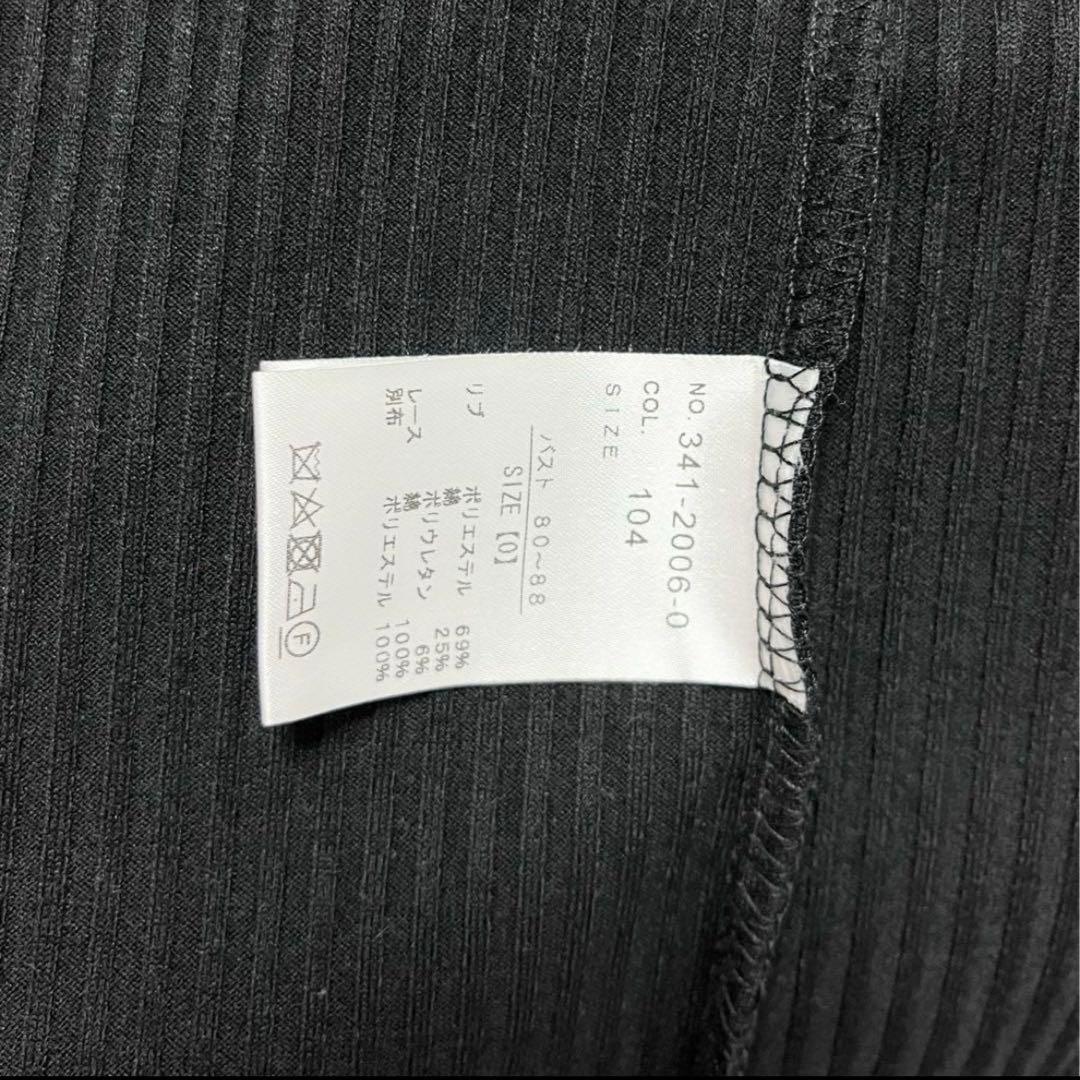 NO. 341-2006-0
COL. 104
SIZE
バスト 80~88
SIZE [0]
リブ ポリエステル 69%
綿 25%
ポリウレタン 6%
レース 綿 100%
別布 ポリエステル 100%
F